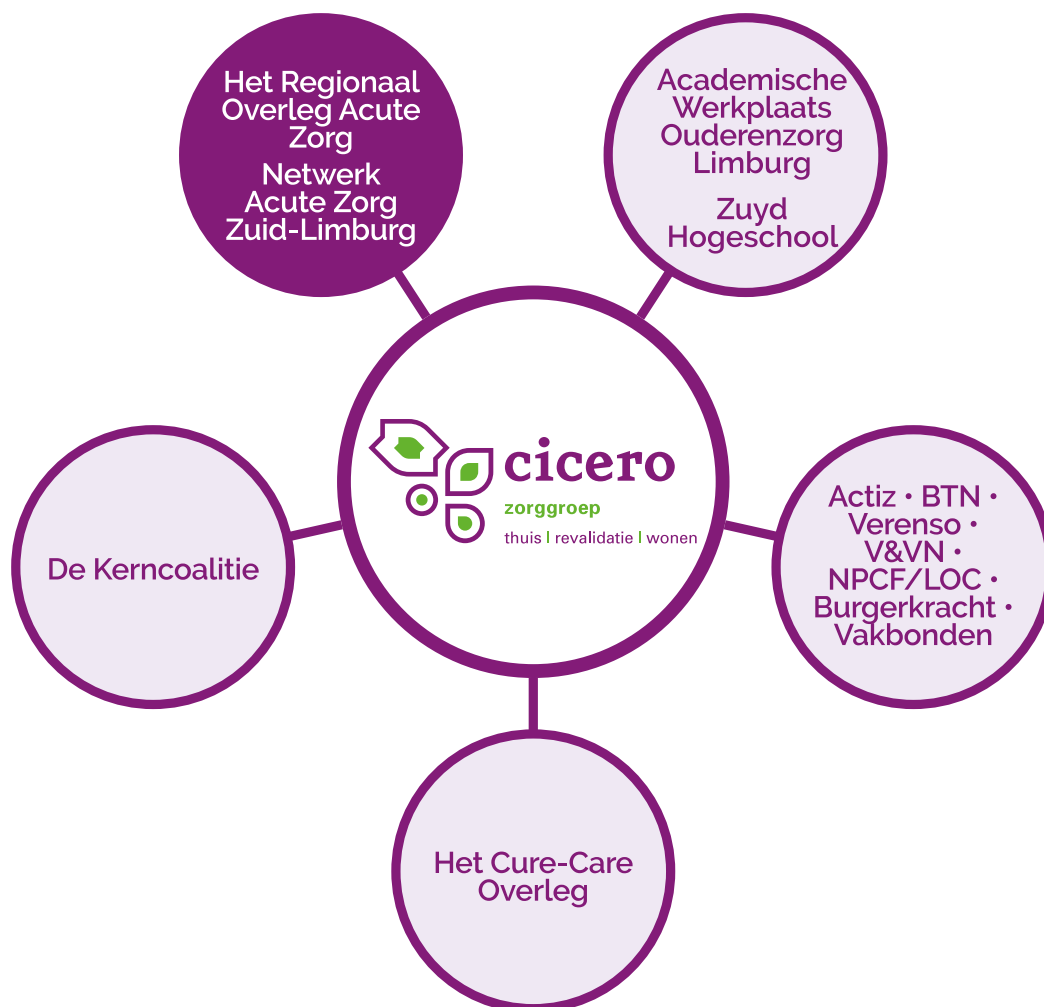 Het Regionaal
Overleg Acute
Zorg
Netwerk
Acute Zorg
Zuid-Limburg
Academische
Werkplaats
Ouderenzorg
Limburg
Zuyd
Hogeschool
cicero
zorggroep
thuis | revalidatie | wonen
De Kerncoalitie
Actiz • BTN •
Verenso •
V&VN •
NPCF/LOC •
Burgerkracht •
Vakbonden
Het Cure-Care
Overleg